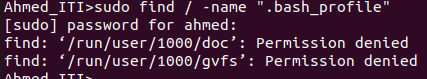 Ahmed_ITI>sudo find / -name ".bash_profile"
[sudo] password for ahmed:
find: ‘/run/user/1000/doc’: Permission denied
find: ‘/run/user/1000/gvfs’: Permission denied
Ahmed_ITI>